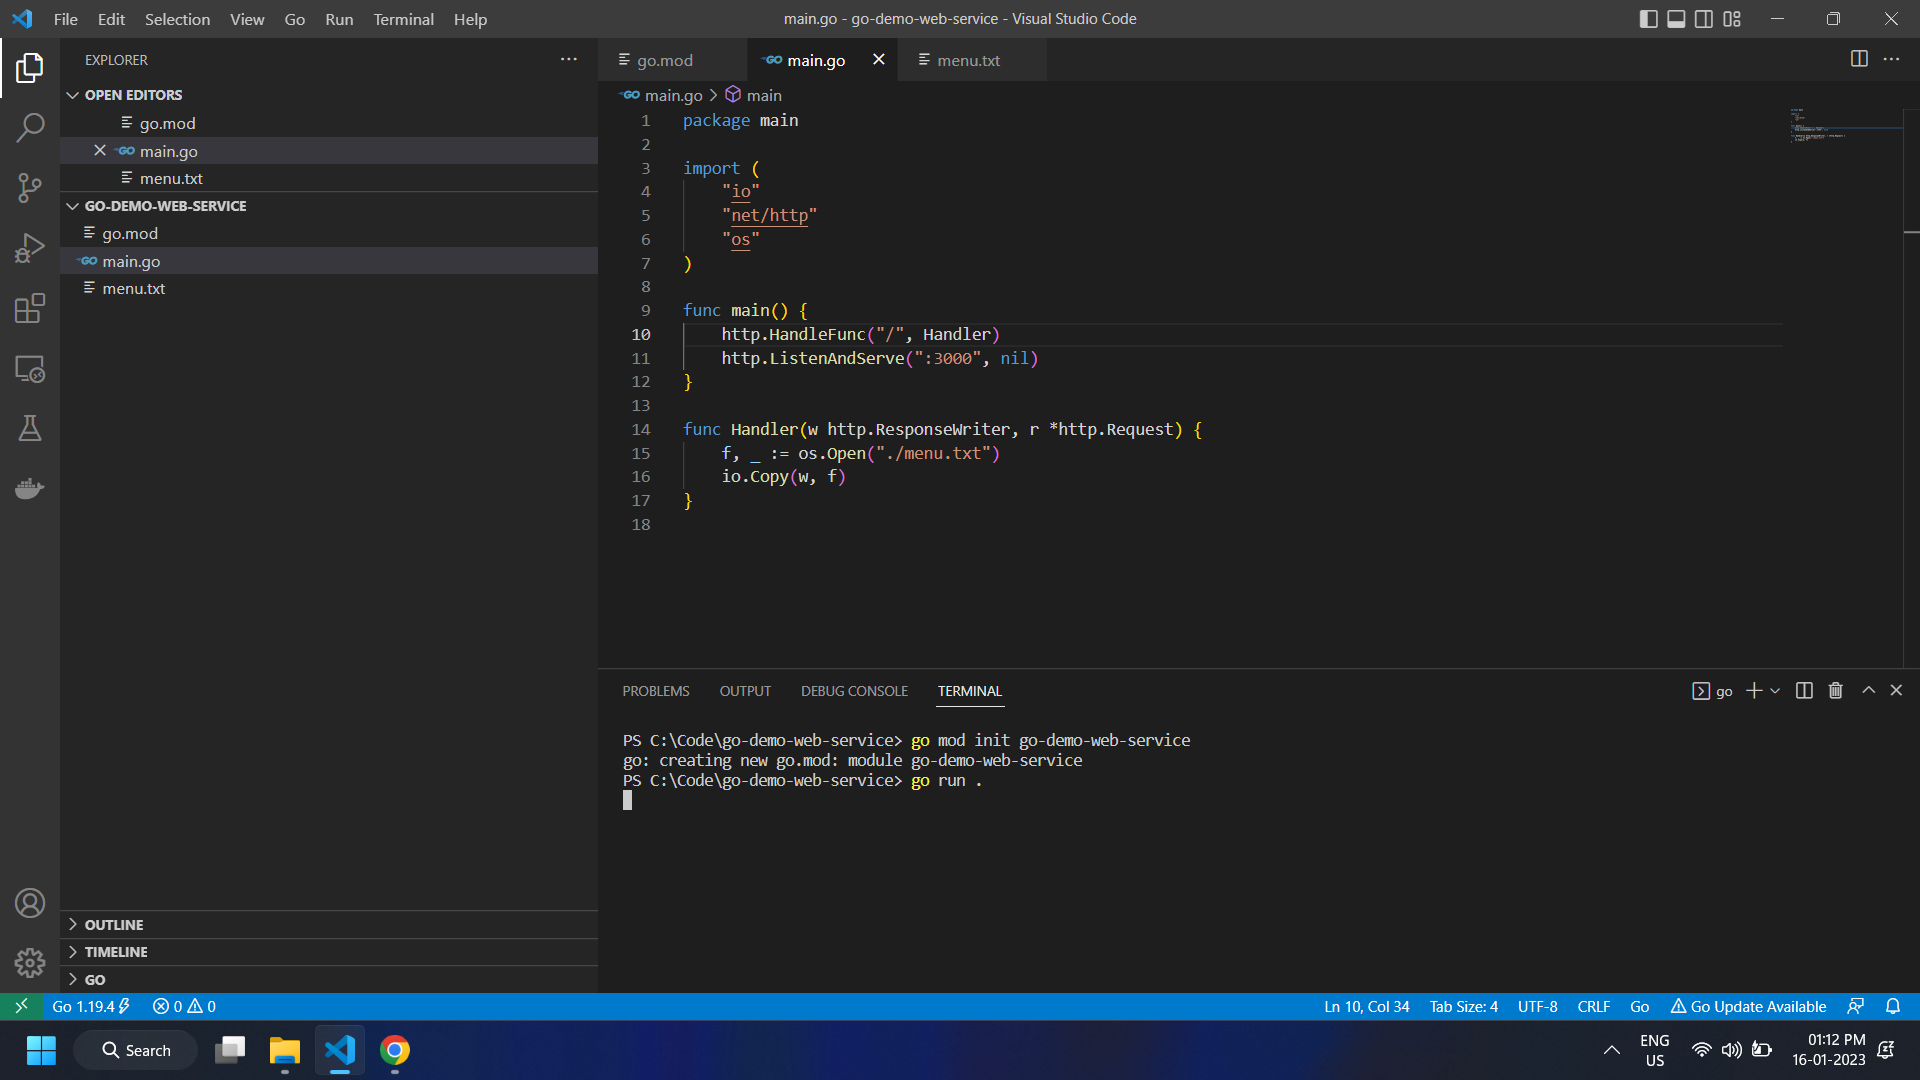 File Edit Selection View Go Run Terminal Help
main.go - go-demo-web-service - Visual Studio Code
EXPLORER
OPEN EDITORS
go.mod
GO main.go
menu.txt
GO-DEMO-WEB-SERVICE
go.mod
GO main.go
menu.txt
OUTLINE
TIMELINE
GO
go.mod
GO main.go
menu.txt
GO main.go > main
1 package main
2
3 import (
4 "io"
5 "net/http"
6 "os"
7 )
8
9 func main() {
10 http.HandleFunc("/", Handler)
11 http.ListenAndServe(":3000", nil)
12 }
13
14 func Handler(w http.ResponseWriter, r *http.Request) {
15 f, _ := os.Open("./menu.txt")
16 io.Copy(w, f)
17 }
18
PROBLEMS OUTPUT DEBUG CONSOLE TERMINAL
go
PS C:\Code\go-demo-web-service> go mod init go-demo-web-service
go: creating new go.mod: module go-demo-web-service
PS C:\Code\go-demo-web-service> go run .
Go 1.19.4 0 0
Ln 10, Col 34 Tab Size: 4 UTF-8 CRLF Go Go Update Available
Search
ENG
US
01:12 PM
16-01-2023